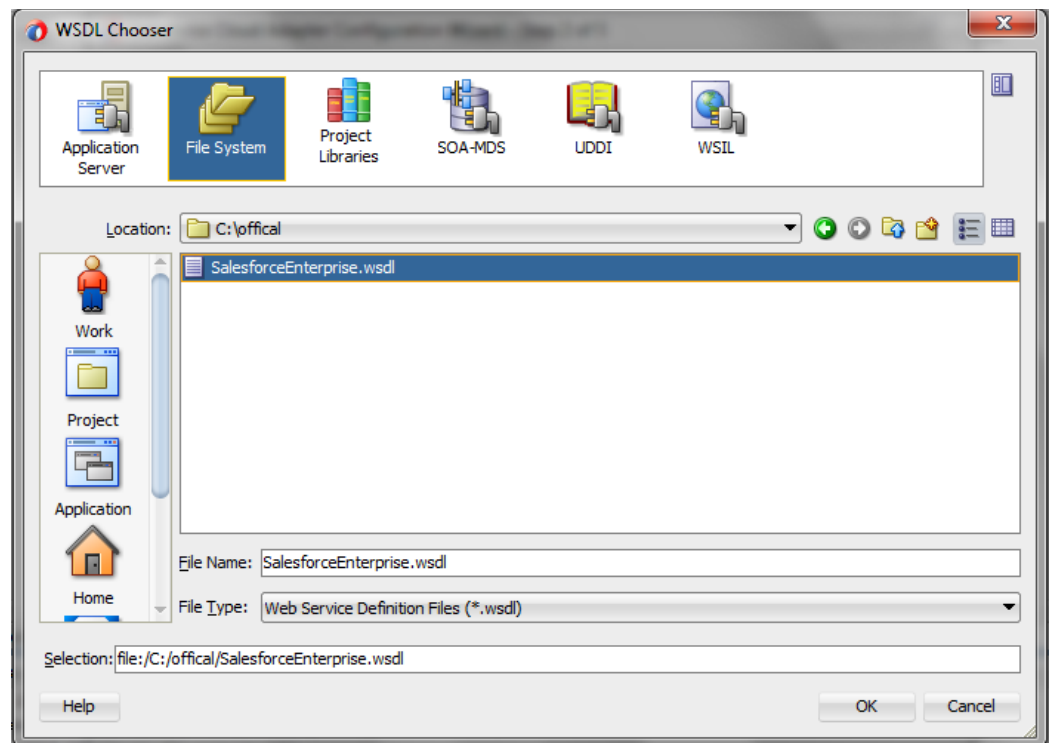 WSDL Chooser
Application
Server
File System
Project
Libraries
SOA-MDS
UDDI
WSIL
Location: C:\offical
SalesforceEnterprise.wsdl
Work
Project
Application
Home
File Name: SalesforceEnterprise.wsdl
File Type: Web Service Definition Files (*.wsdl)
Selection: file:/C:/offical/SalesforceEnterprise.wsdl
Help
OK
Cancel